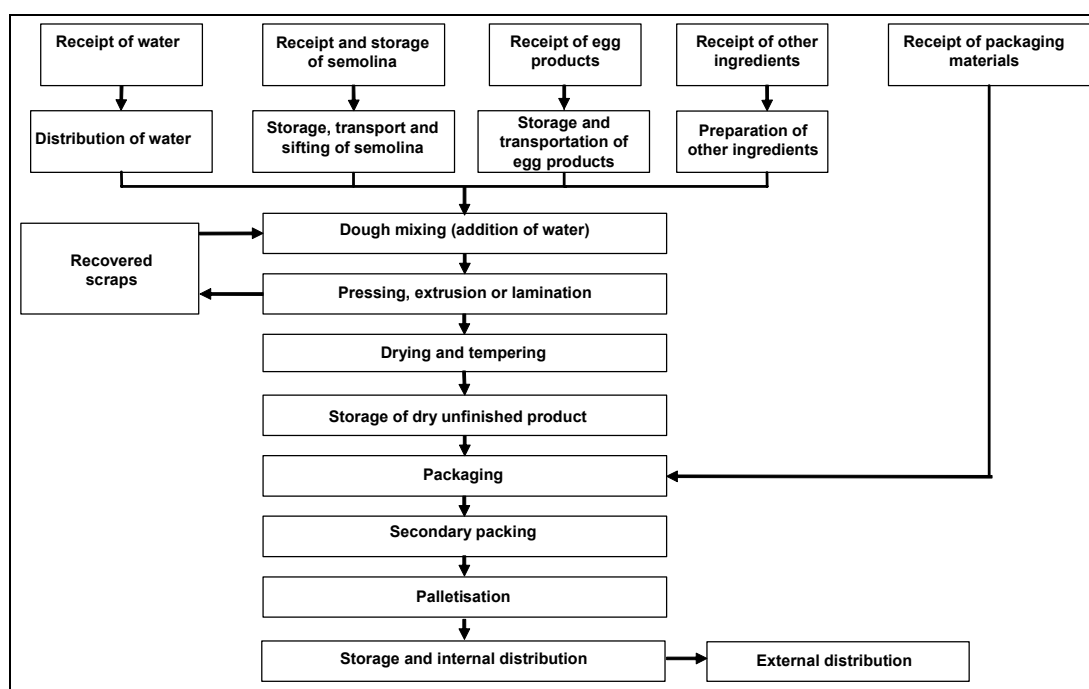 Receipt of water
Receipt and storage
of semolina
Receipt of egg
products
Receipt of other
ingredients
Receipt of packaging
materials
Distribution of water
Storage, transport and
sifting of semolina
Storage and
transportation of
egg products
Preparation of
other ingredients
Dough mixing (addition of water)
Recovered
scraps
Pressing, extrusion or lamination
Drying and tempering
Storage of dry unfinished product
Packaging
Secondary packing
Palletisation
Storage and internal distribution
External distribution